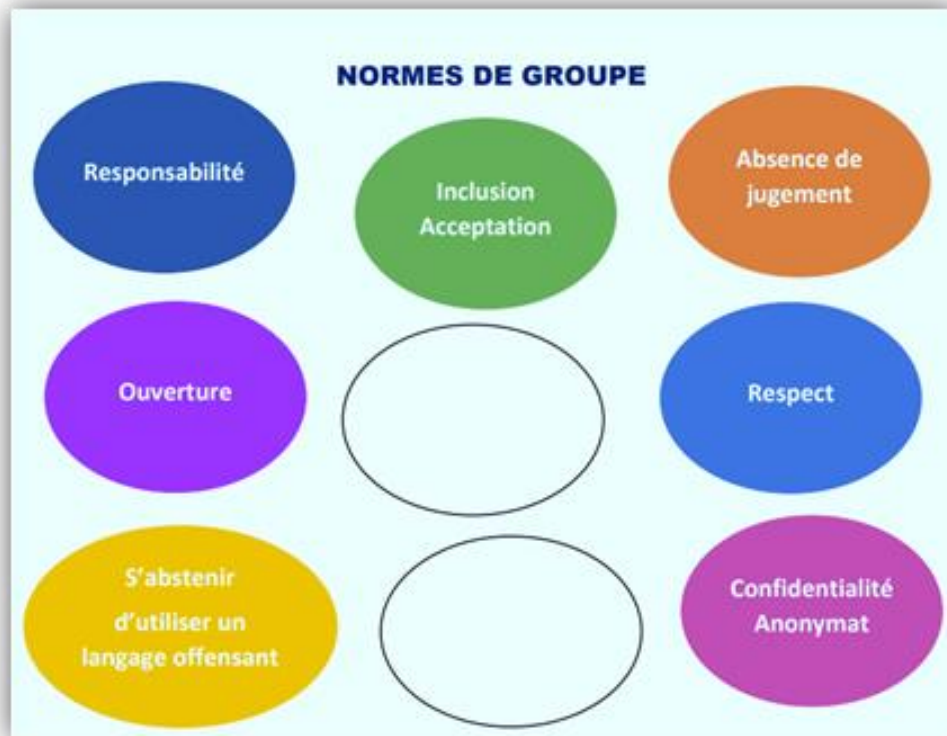 NORMES DE GROUPE
Responsabilité
Inclusion
Acceptation
Absence de
jugement
Ouverture
Respect
S'abstenir
d'utiliser un
langage offensant
Confidentialité
Anonymat